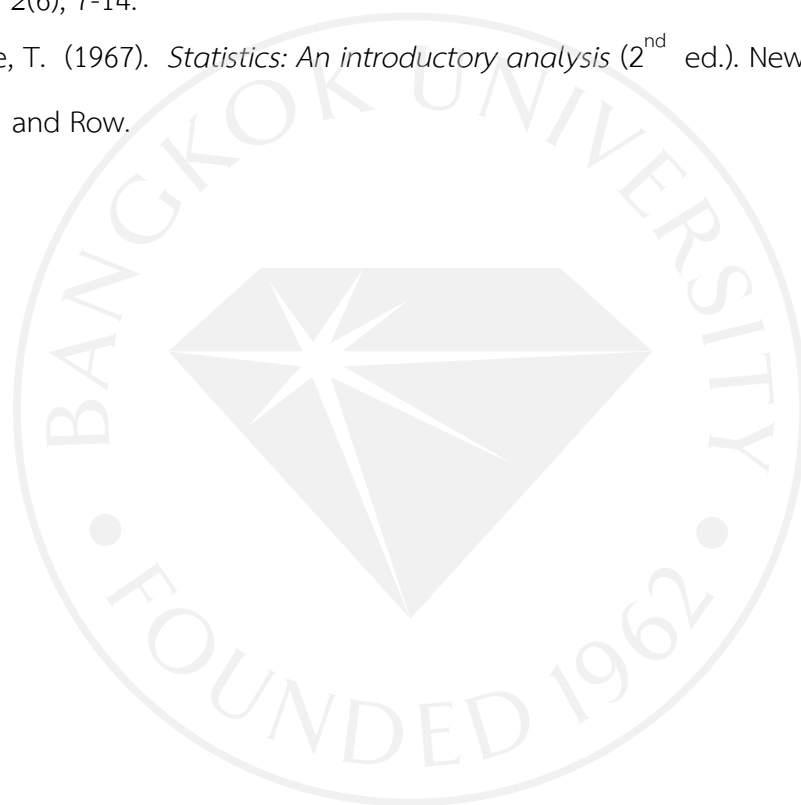 2(6), 7-14.
e, T. (1967). Statistics: An introductory analysis (2nd ed.). New
and Row.
BANGKOK UNIVERSITY
• FOUNDED 1962 •